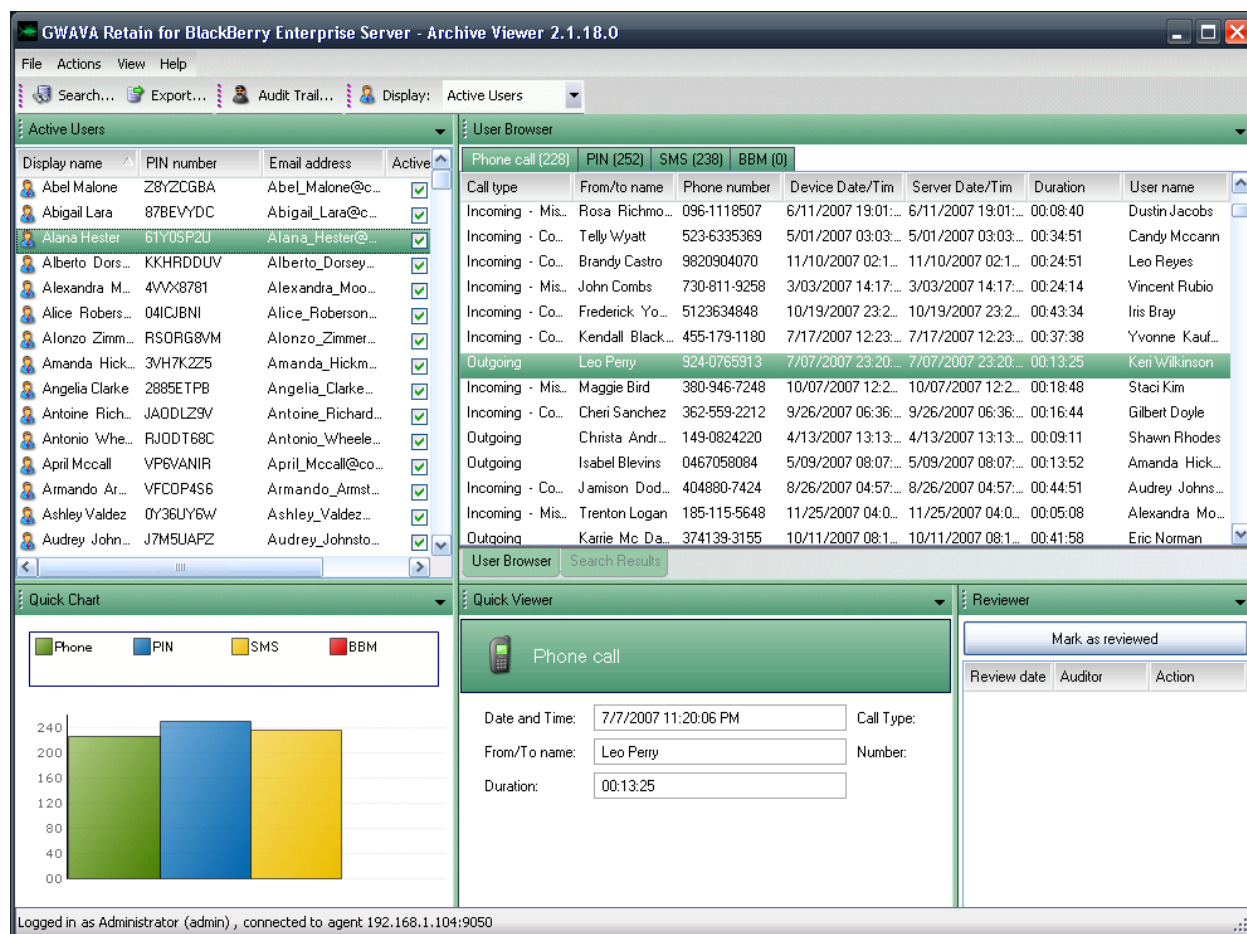 GWAVA Retain for BlackBerry Enterprise Server - Archive Viewer 2.1.18.0
File Actions View Help
Search... Export... Audit Trail... Display: Active Users
Active Users
Display name PIN number Email address Active
Abel Malone Z8YZCGBA Abel_Malone@c...
Abigail Lara 87BEVYDC Abigail_Lara@c...
Alana Hester 61Y0SP2U Alana_Hester@...
Alberto Dors... KKHRDDUV Alberto_Dorsey...
Alexandra M... 4VVX8781 Alexandra_Moo...
Alice Robers... 04ICJBNI Alice_Roberson...
Alonzo Zimm... RSORG8VM Alonzo_Zimmer...
Amanda Hick... 3VH7K2Z5 Amanda_Hickm...
Angelia Clarke 2885ETPB Angelia_Clarke...
Antoine Rich... JAODLZ9V Antoine_Richard...
Antonio Whe... RJODT68C Antonio_Wheele...
April Mccall VP6VANIR April_Mccall@co...
Armando Ar... VFCOP4S6 Armando_Armst...
Ashley Valdez 0Y36UY6W Ashley_Valdez...
Audrey John... J7M5UAPZ Audrey_Johnsto...
User Browser
Phone call (228) PIN (252) SMS (238) BBM (0)
Call type From/to name Phone number Device Date/Tim Server Date/Tim Duration User name
Incoming - Mis... Rosa Richmo... 096-1118507 6/11/2007 19:01:... 6/11/2007 19:01:... 00:08:40 Dustin Jacobs
Incoming - Co... Telly Wyatt 523-6335369 5/01/2007 03:03:... 5/01/2007 03:03:... 00:34:51 Candy Mccann
Incoming - Co... Brandy Castro 9820904070 11/10/2007 02:1... 11/10/2007 02:1... 00:24:51 Leo Reyes
Incoming - Mis... John Combs 730-811-9258 3/03/2007 14:17:... 3/03/2007 14:17:... 00:24:14 Vincent Rubio
Incoming - Co... Frederick Yo... 5123634848 10/19/2007 23:2... 10/19/2007 23:2... 00:43:34 Iris Bray
Incoming - Co... Kendall Black... 455-179-1180 7/17/2007 12:23:... 7/17/2007 12:23:... 00:37:38 Yvonne Kauf...
Outgoing Leo Perry 924-0765913 7/07/2007 23:20:... 7/07/2007 23:20:... 00:13:25 Keri Wilkinson
Incoming - Mis... Maggie Bird 380-946-7248 10/07/2007 12:2... 10/07/2007 12:2... 00:18:48 Staci Kim
Incoming - Co... Cheri Sanchez 362-559-2212 9/26/2007 06:36:... 9/26/2007 06:36:... 00:16:44 Gilbert Doyle
Outgoing Christa Andr... 149-0824220 4/13/2007 13:13:... 4/13/2007 13:13:... 00:09:11 Shawn Rhodes
Outgoing Isabel Blevins 0467058084 5/09/2007 08:07:... 5/09/2007 08:07:... 00:13:52 Amanda Hick...
Incoming - Co... Jamison Dod... 404880-7424 8/26/2007 04:57:... 8/26/2007 04:57:... 00:44:51 Audrey Johns...
Incoming - Mis... Trenton Logan 185-115-5648 11/25/2007 04:0... 11/25/2007 04:0... 00:05:08 Alexandra Mo...
Outgoing Karrie Mc Da... 374139-3155 10/11/2007 08:1... 10/11/2007 08:1... 00:41:58 Eric Norman
User Browser Search Results
Quick Chart
Phone PIN SMS BBM
240
200
160
120
80
40
00
Quick Viewer
Phone call
Date and Time: 7/7/2007 11:20:06 PM Call Type:
From/To name: Leo Perry Number:
Duration: 00:13:25
Reviewer
Mark as reviewed
Review date Auditor Action
Logged in as Administrator (admin) , connected to agent 192.168.1.104:9050